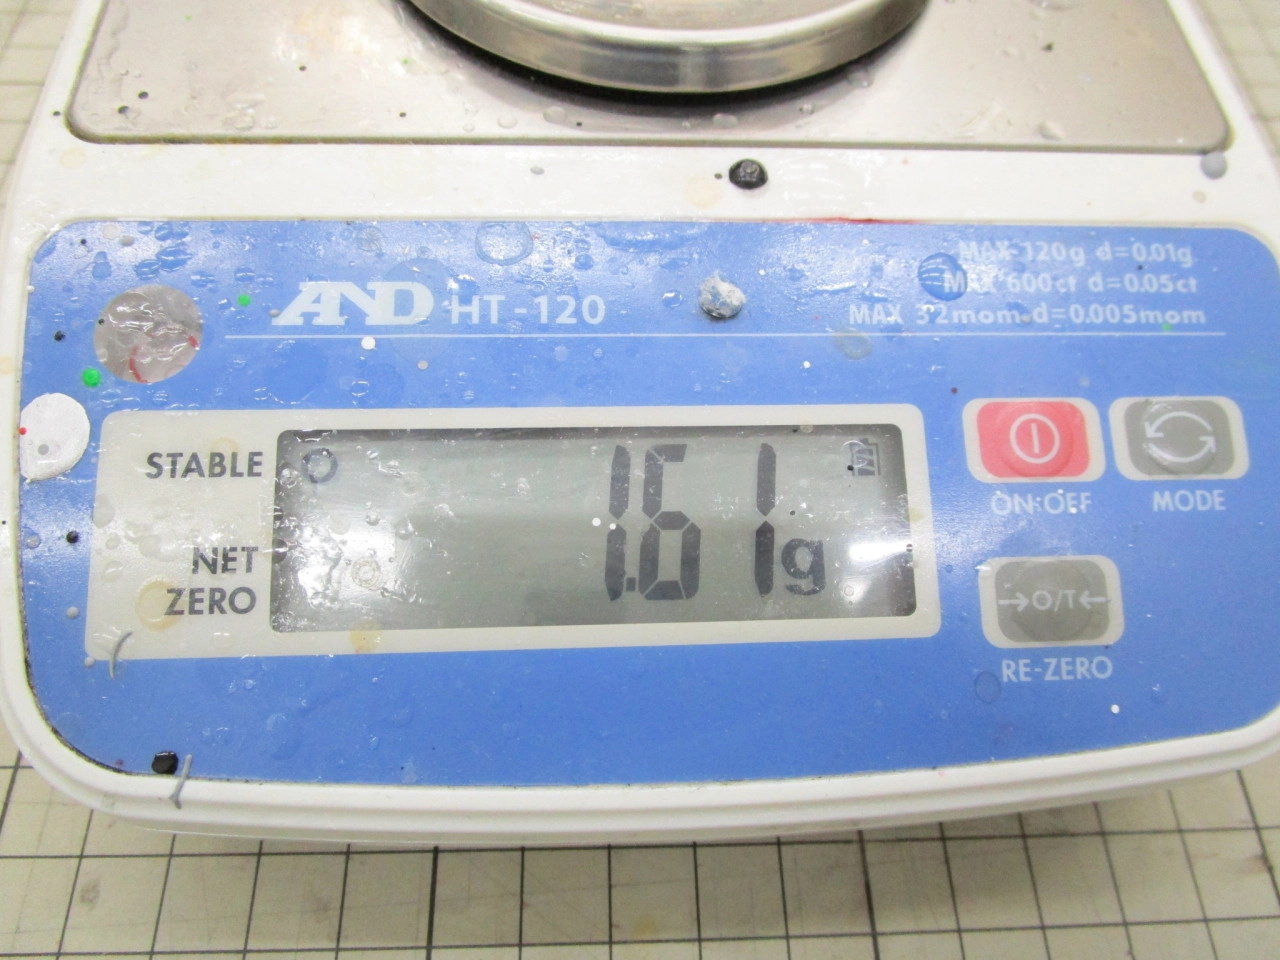 AND HT-120
MAX 120g d=0.01g
MAX 600ct d=0.05ct
MAX 32mom d=0.005mom
STABLE
NET
ZERO
1.61g
ON:OFF
MODE
→O/T←
RE-ZERO